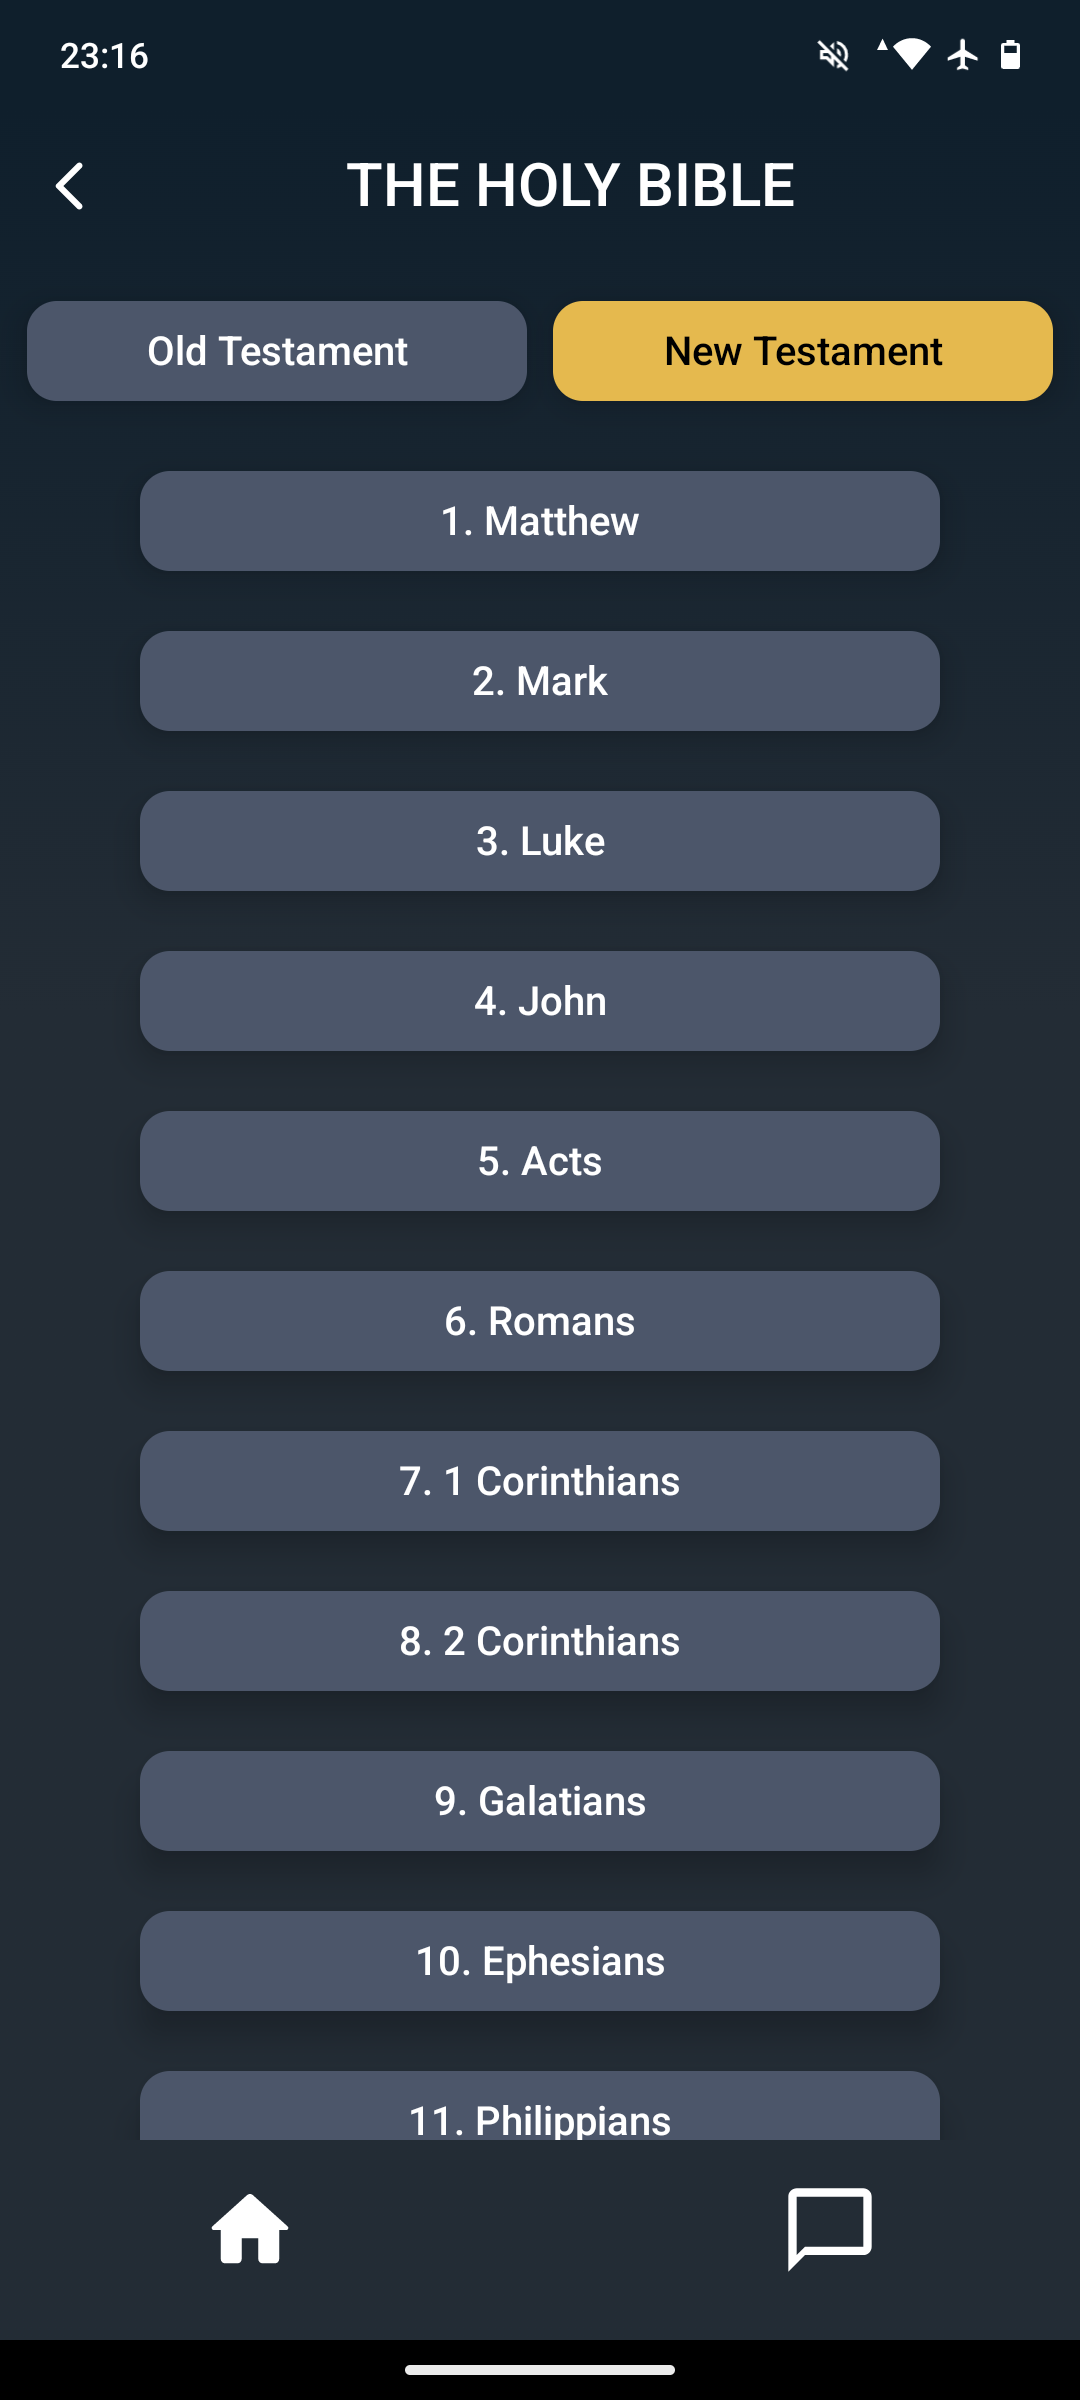 23:16
THE HOLY BIBLE
Old Testament
New Testament
1. Matthew
2. Mark
3. Luke
4. John
5. Acts
6. Romans
7. 1 Corinthians
8. 2 Corinthians
9. Galatians
10. Ephesians
11. Philippians